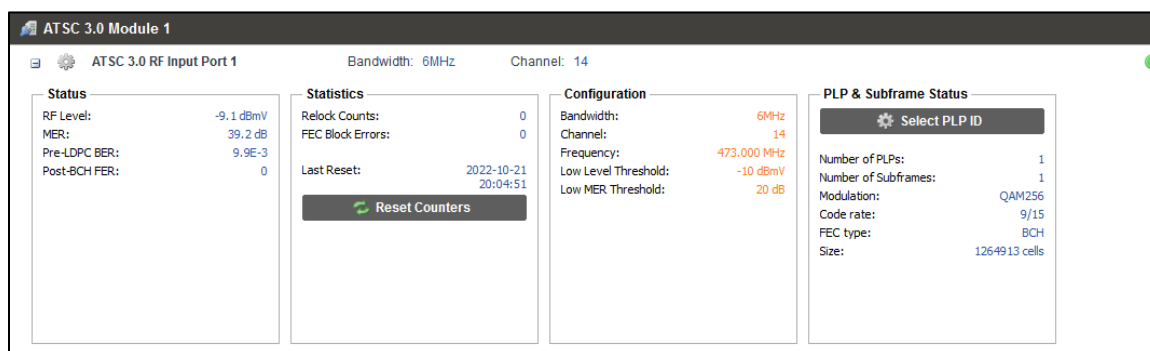 ATSC 3.0 Module 1
ATSC 3.0 RF Input Port 1 Bandwidth: 6MHz Channel: 14
Status
RF Level: -9.1 dBmV
MER: 39.2 dB
Pre-LDPC BER: 9.9E-3
Post-BCH FER: 0
Statistics
Relock Counts: 0
FEC Block Errors: 0
Last Reset: 2022-10-21
20:04:51
Reset Counters
Configuration
Bandwidth: 6MHz
Channel: 14
Frequency: 473.000 MHz
Low Level Threshold: -10 dBmV
Low MER Threshold: 20 dB
PLP & Subframe Status
Select PLP ID
Number of PLPs: 1
Number of Subframes: 1
Modulation: QAM256
Code rate: 9/15
FEC type: BCH
Size: 1264913 cells